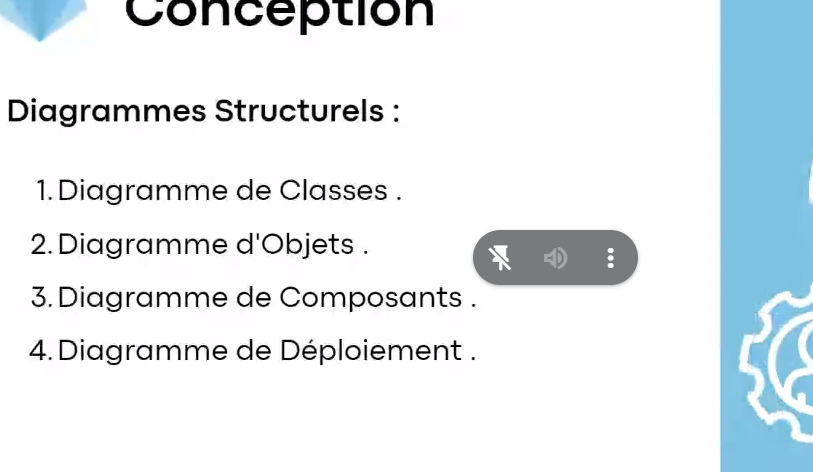 Conception
Diagrammes Structurels :
1. Diagramme de Classes .
2. Diagramme d'Objets .
3. Diagramme de Composants .
4. Diagramme de Déploiement .